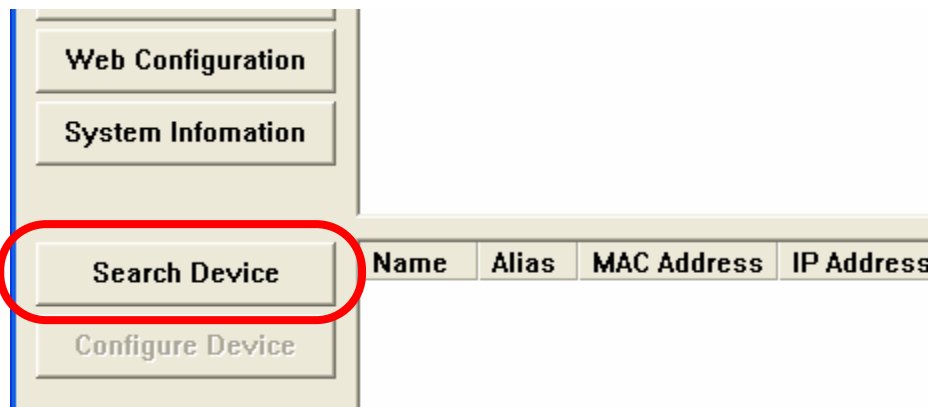 Web Configuration
System Infomation
Search Device
Name Alias MAC Address IP Address
Configure Device